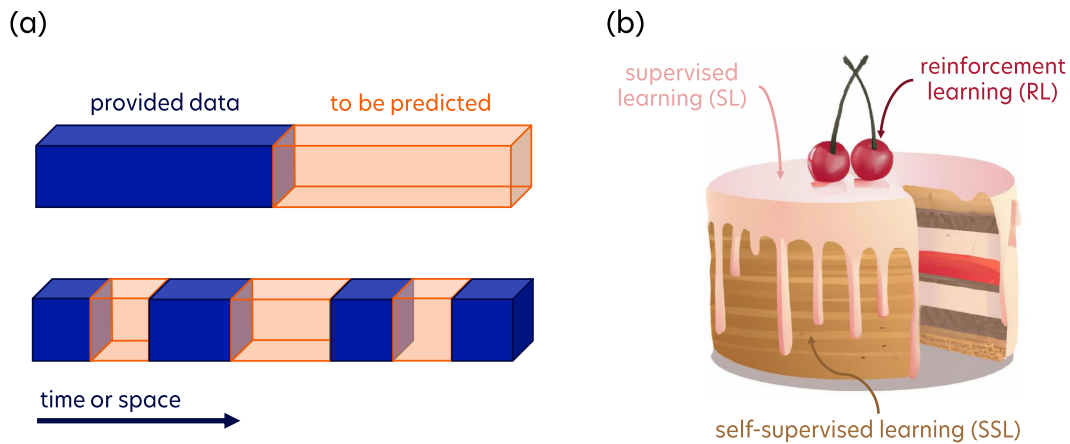 (a)
provided data
to be predicted
time or space
(b)
supervised
learning (SL)
reinforcement
learning (RL)
self-supervised learning (SSL)